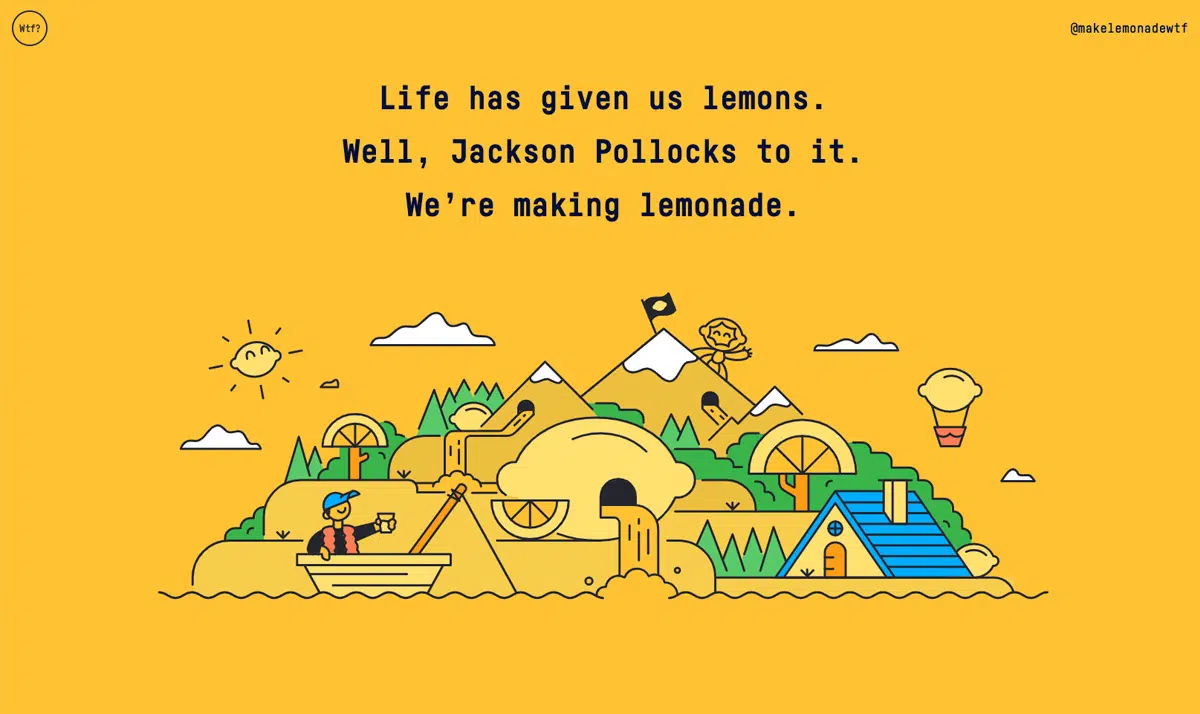 Wtf?
@makelemonadewtf
Life has given us lemons.
Well, Jackson Pollocks to it.
We’re making lemonade.